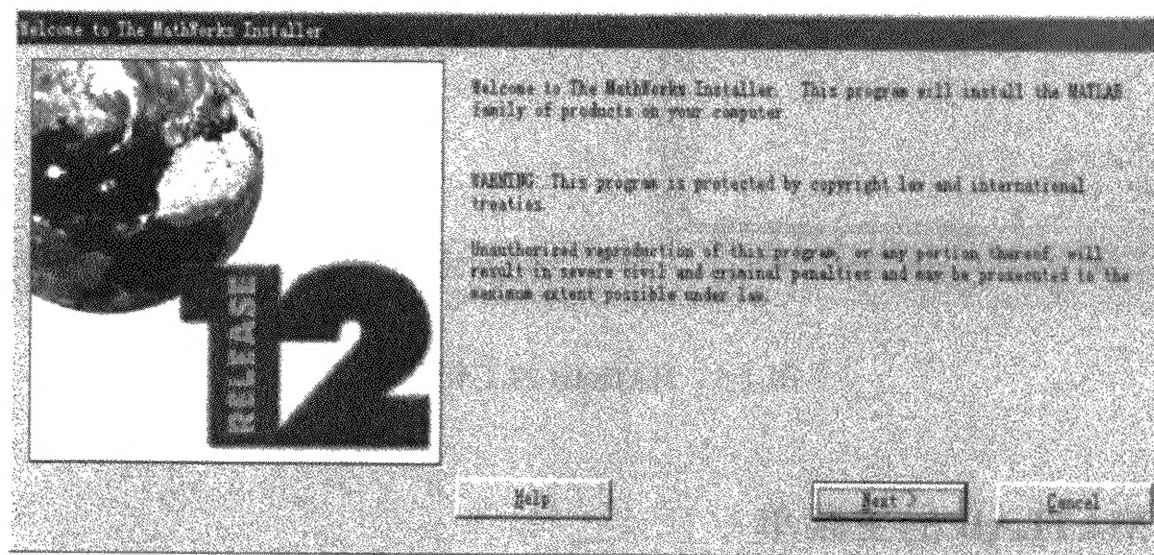 Welcome to The MathWorks Installer
Welcome to The MathWorks Installer. This program will install the MATLAB
family of products on your computer
WARNING: This program is protected by copyright law and international
treaties
Unauthorized reproduction of this program, or any portion thereof, will
result in severe civil and criminal penalties and may be prosecuted to the
maximum extent possible under law.
RELEASE
12
Help
Next >
Cancel